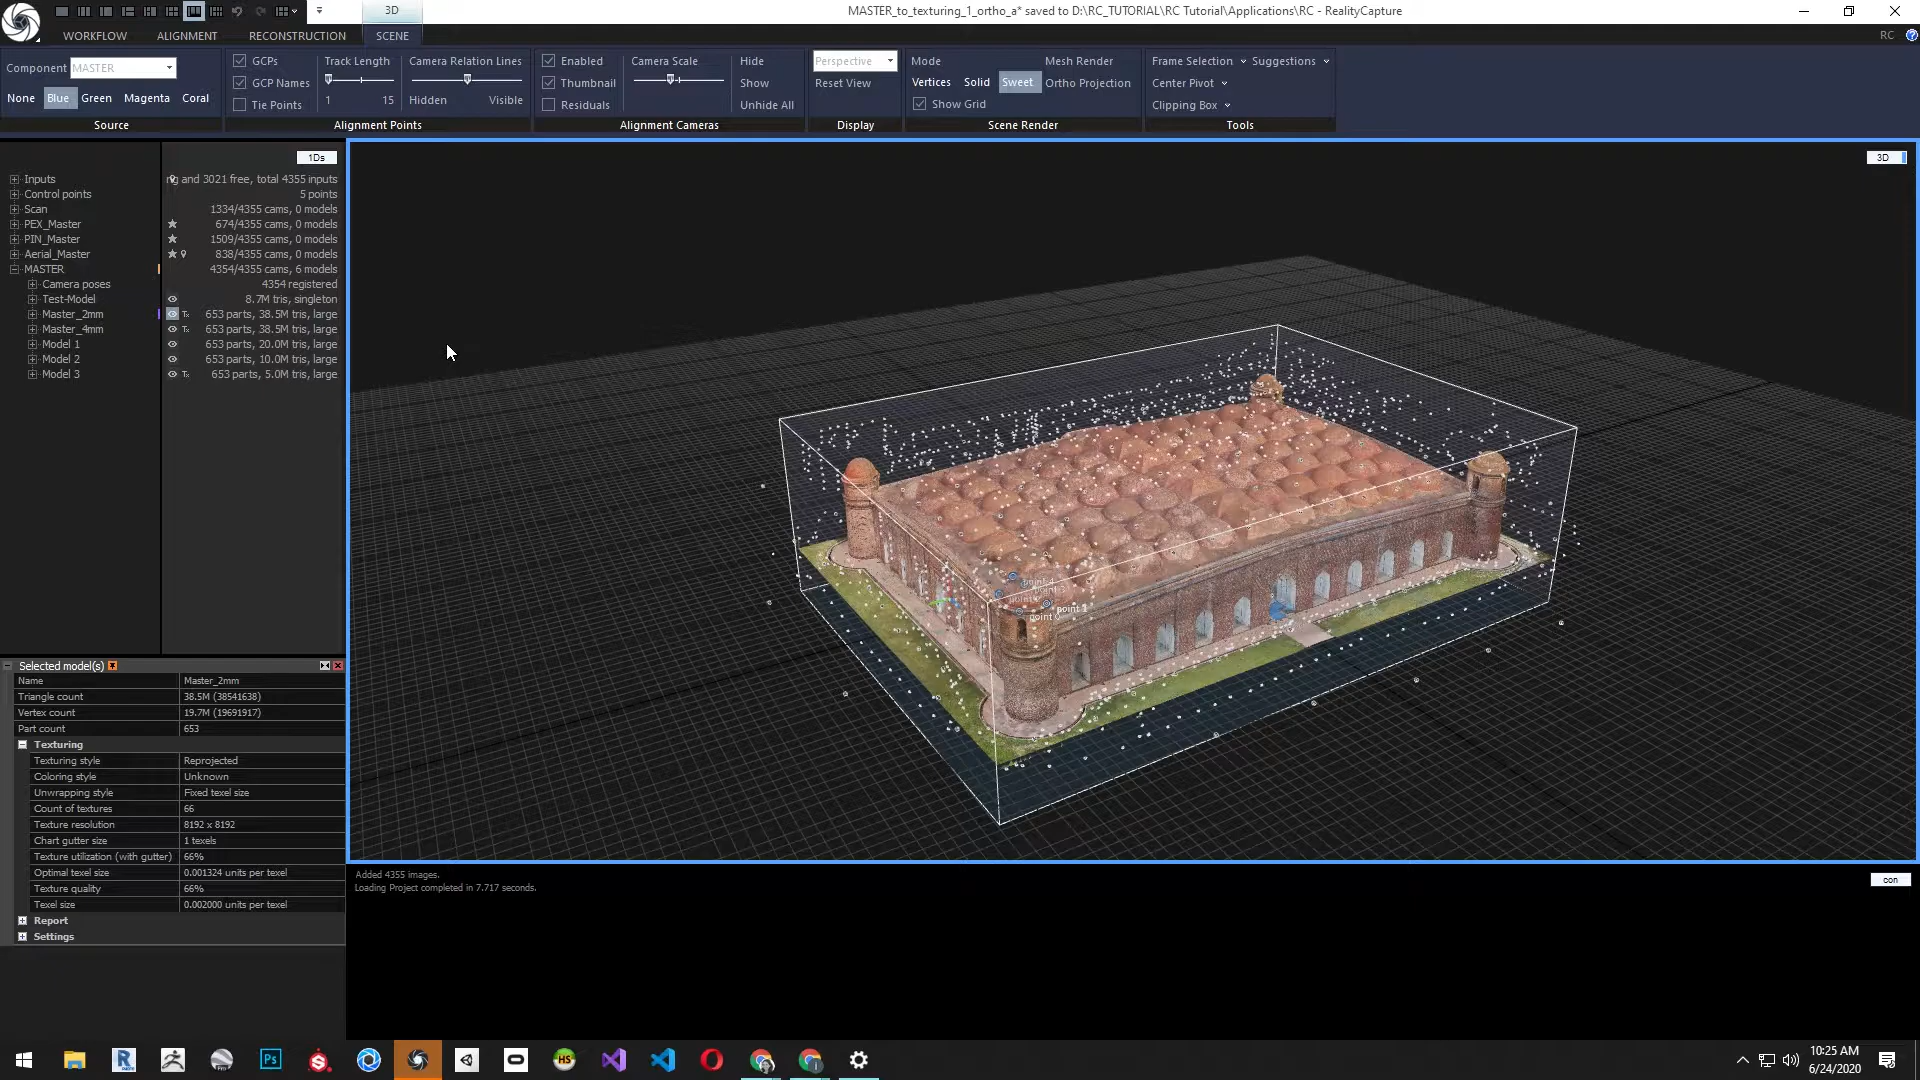 3D
MASTER_to_texturing_1_ortho_a* saved to D:\RC_TUTORIAL\RC Tutorial\Applications\RC - RealityCapture
WORKFLOW
ALIGNMENT
RECONSTRUCTION
SCENE
RC
Component MASTER
None Blue Green Magenta Coral
Source
GCPs
GCP Names
Tie Points
Track Length
1 15
Camera Relation Lines
Hidden Visible
Alignment Points
Enabled
Thumbnail
Residuals
Camera Scale
Hide
Show
Unhide All
Alignment Cameras
Perspective
Reset View
Display
Mode
Vertices Solid Sweet
Show Grid
Mesh Render
Ortho Projection
Scene Render
Frame Selection
Center Pivot
Clipping Box
Suggestions
Tools
1Ds
3D
Inputs and 3021 free, total 4355 inputs
Control points 5 points
Scan 1334/4355 cams, 0 models
PEX_Master 674/4355 cams, 0 models
PIN_Master 1509/4355 cams, 0 models
Aerial_Master 838/4355 cams, 0 models
MASTER 4354/4355 cams, 6 models
Camera poses 4354 registered
Test-Model 8.7M tris, singleton
Master_2mm Tx 653 parts, 38.5M tris, large
Master_4mm Tx 653 parts, 38.5M tris, large
Model 1 653 parts, 20.0M tris, large
Model 2 653 parts, 10.0M tris, large
Model 3 Tx 653 parts, 5.0M tris, large
point 4
point 1
point 0
Selected model(s)
Name Master_2mm
Triangle count 38.5M (38541638)
Vertex count 19.7M (19691917)
Part count 653
Texturing
Texturing style Reprojected
Coloring style Unknown
Unwrapping style Fixed texel size
Count of textures 66
Texture resolution 8192 x 8192
Chart gutter size 1 texels
Texture utilization (with gutter) 66%
Optimal texel size 0.001324 units per texel
Texture quality 66%
Texel size 0.002000 units per texel
Report
Settings
Added 4355 images.
Loading Project completed in 7.717 seconds.
con
10:25 AM
6/24/2020